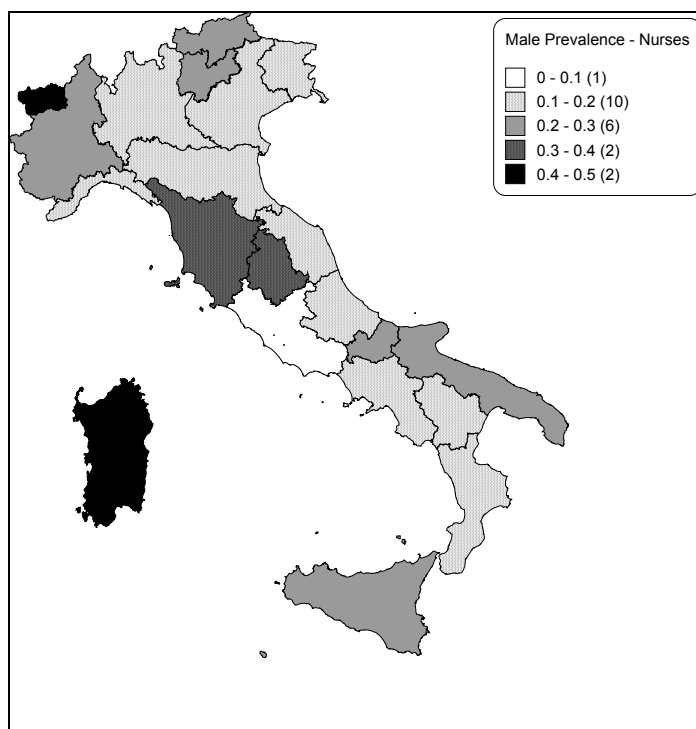 Male Prevalence - Nurses
0 - 0.1 (1)
0.1 - 0.2 (10)
0.2 - 0.3 (6)
0.3 - 0.4 (2)
0.4 - 0.5 (2)